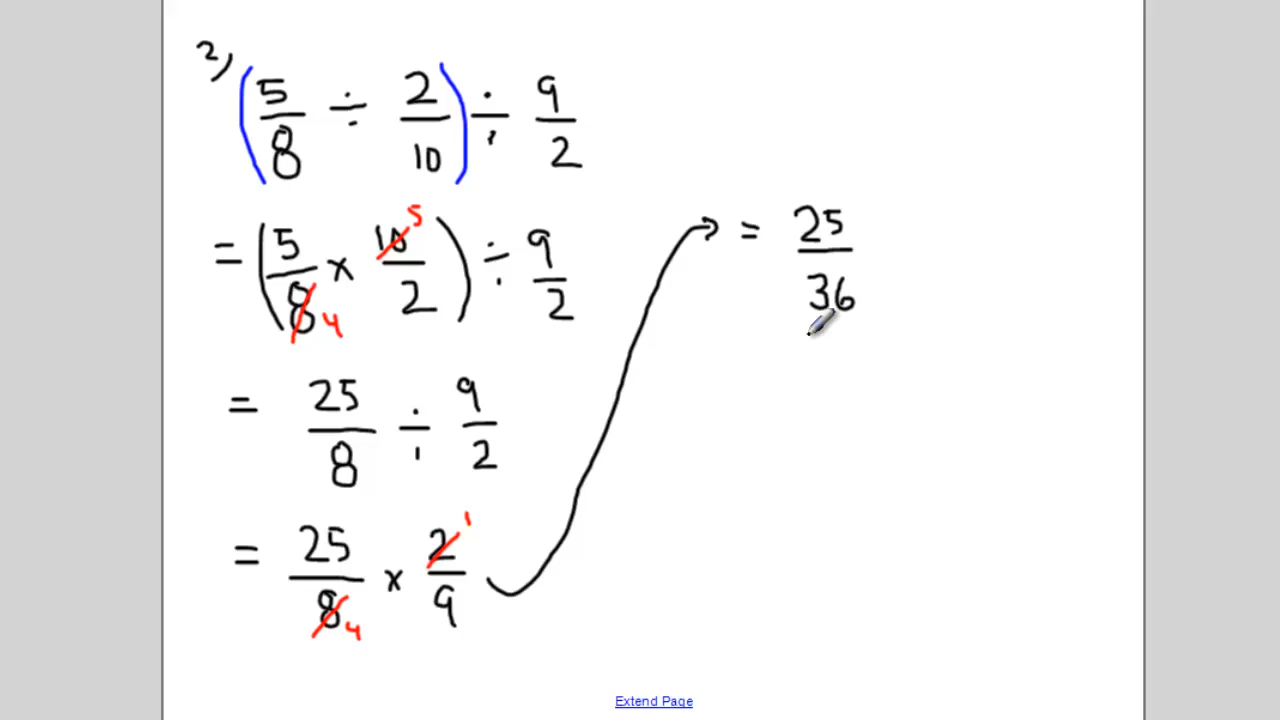 2)
(5/8 ÷ 2/10) ÷ 9/2
= (5/8 4 × 10 5/2) ÷ 9/2
= 25/8 ÷ 9/2
= 25/8 4 × 2 1/9
= 25/36
Extend Page